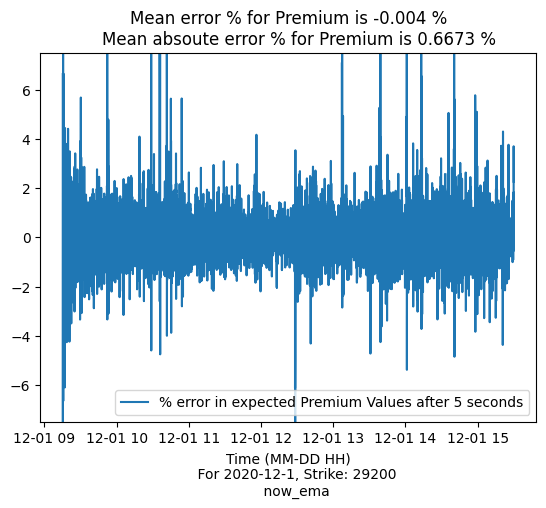 Mean error % for Premium is -0.004 %
Mean absoute error % for Premium is 0.6673 %
6
4
2
0
−2
−4
−6
% error in expected Premium Values after 5 seconds
12-01 09 12-01 10 12-01 11 12-01 12 12-01 13 12-01 14 12-01 15
Time (MM-DD HH)
For 2020-12-1, Strike: 29200
now_ema